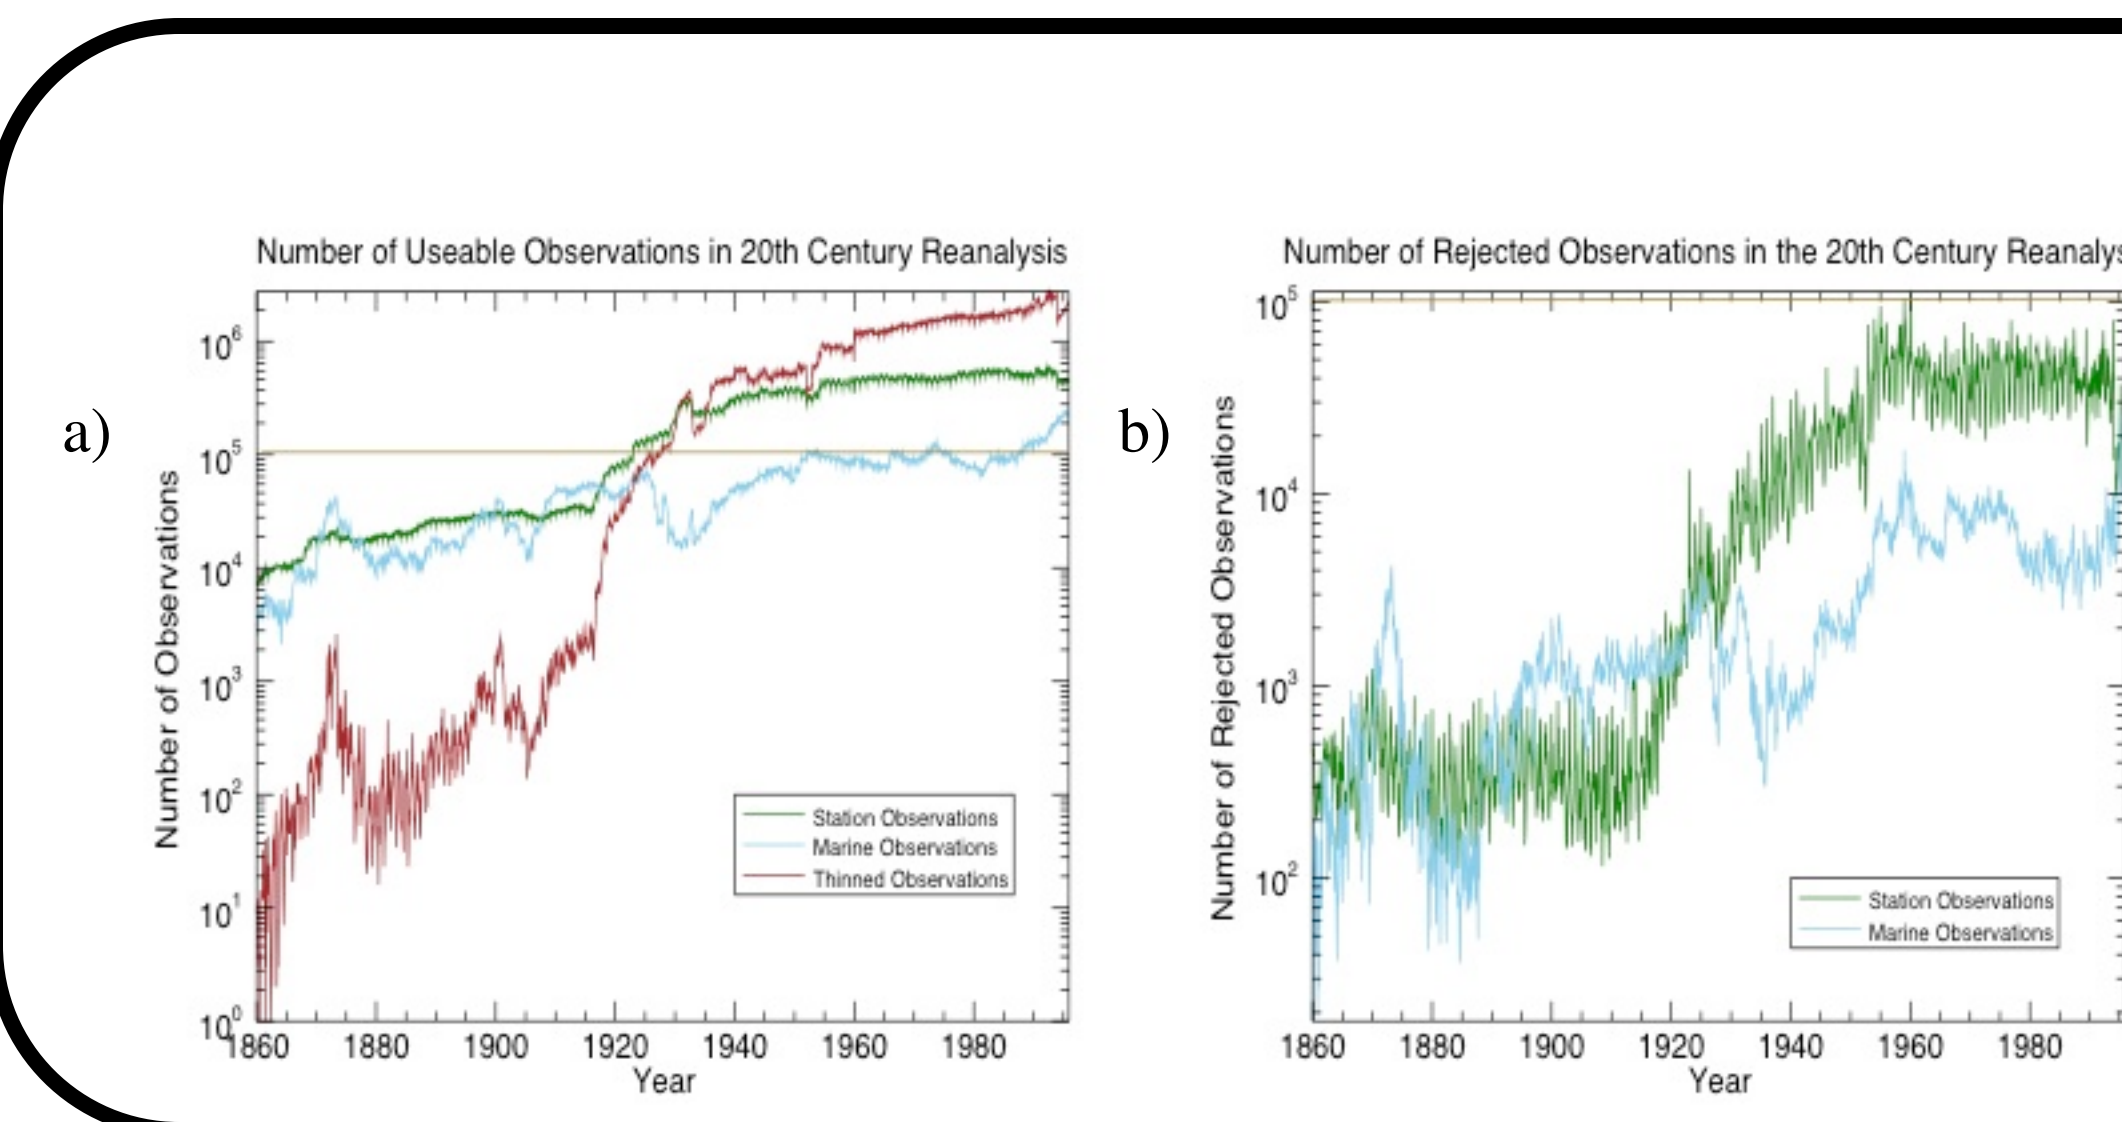 Number of Useable Observations in 20th Century Reanalysis
a)
Number of Observations
10^6
10^5
10^4
10^3
10^2
10^1
10^0
1860 1880 1900 1920 1940 1960 1980
Year
Station Observations
Marine Observations
Thinned Observations
Number of Rejected Observations in the 20th Century Reanalys
b)
Number of Rejected Observations
10^5
10^4
10^3
10^2
1860 1880 1900 1920 1940 1960 1980
Year
Station Observations
Marine Observations